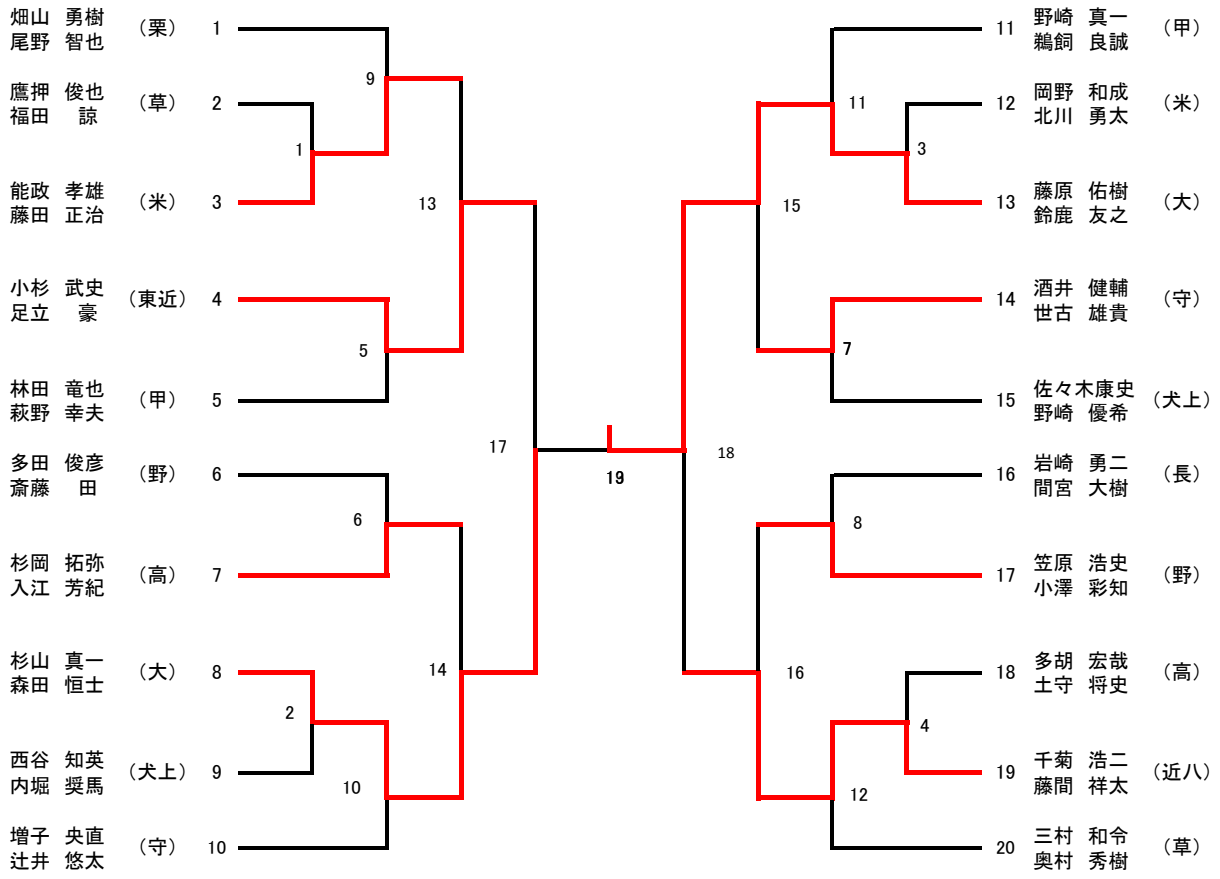 畑山 勇樹
尾野 智也
（栗） 1
鷹押 俊也
福田 諒
（草） 2
能政 孝雄
藤田 正治
（米） 3
小杉 武史
足立 豪
（東近） 4
林田 竜也
萩野 幸夫
（甲） 5
多田 俊彦
斎藤 田
（野） 6
杉岡 拓弥
入江 芳紀
（高） 7
杉山 真一
森田 恒士
（大） 8
西谷 知英
内堀 奨馬
（犬上） 9
増子 央直
辻井 悠太
（守） 10
9
1
13
5
17
6
14
2
10
19
11
3
15
7
18
8
16
4
12
11 野崎 真一
鵜飼 良誠
（甲）
12 岡野 和成
北川 勇太
（米）
13 藤原 佑樹
鈴鹿 友之
（大）
14 酒井 健輔
世古 雄貴
（守）
15 佐々木康史
野崎 優希
（犬上）
16 岩崎 勇二
間宮 大樹
（長）
17 笠原 浩史
小澤 彩知
（野）
18 多胡 宏哉
土守 将史
（高）
19 千菊 浩二
藤間 祥太
（近八）
20 三村 和令
奥村 秀樹
（草）